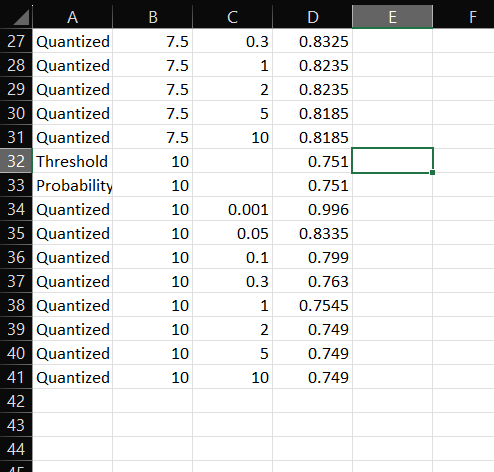 A B C D E F
27 Quantized 7.5 0.3 0.8325
28 Quantized 7.5 1 0.8235
29 Quantized 7.5 2 0.8235
30 Quantized 7.5 5 0.8185
31 Quantized 7.5 10 0.8185
32 Threshold 10 0.751
33 Probability 10 0.751
34 Quantized 10 0.001 0.996
35 Quantized 10 0.05 0.8335
36 Quantized 10 0.1 0.799
37 Quantized 10 0.3 0.763
38 Quantized 10 1 0.7545
39 Quantized 10 2 0.749
40 Quantized 10 5 0.749
41 Quantized 10 10 0.749
42
43
44
45